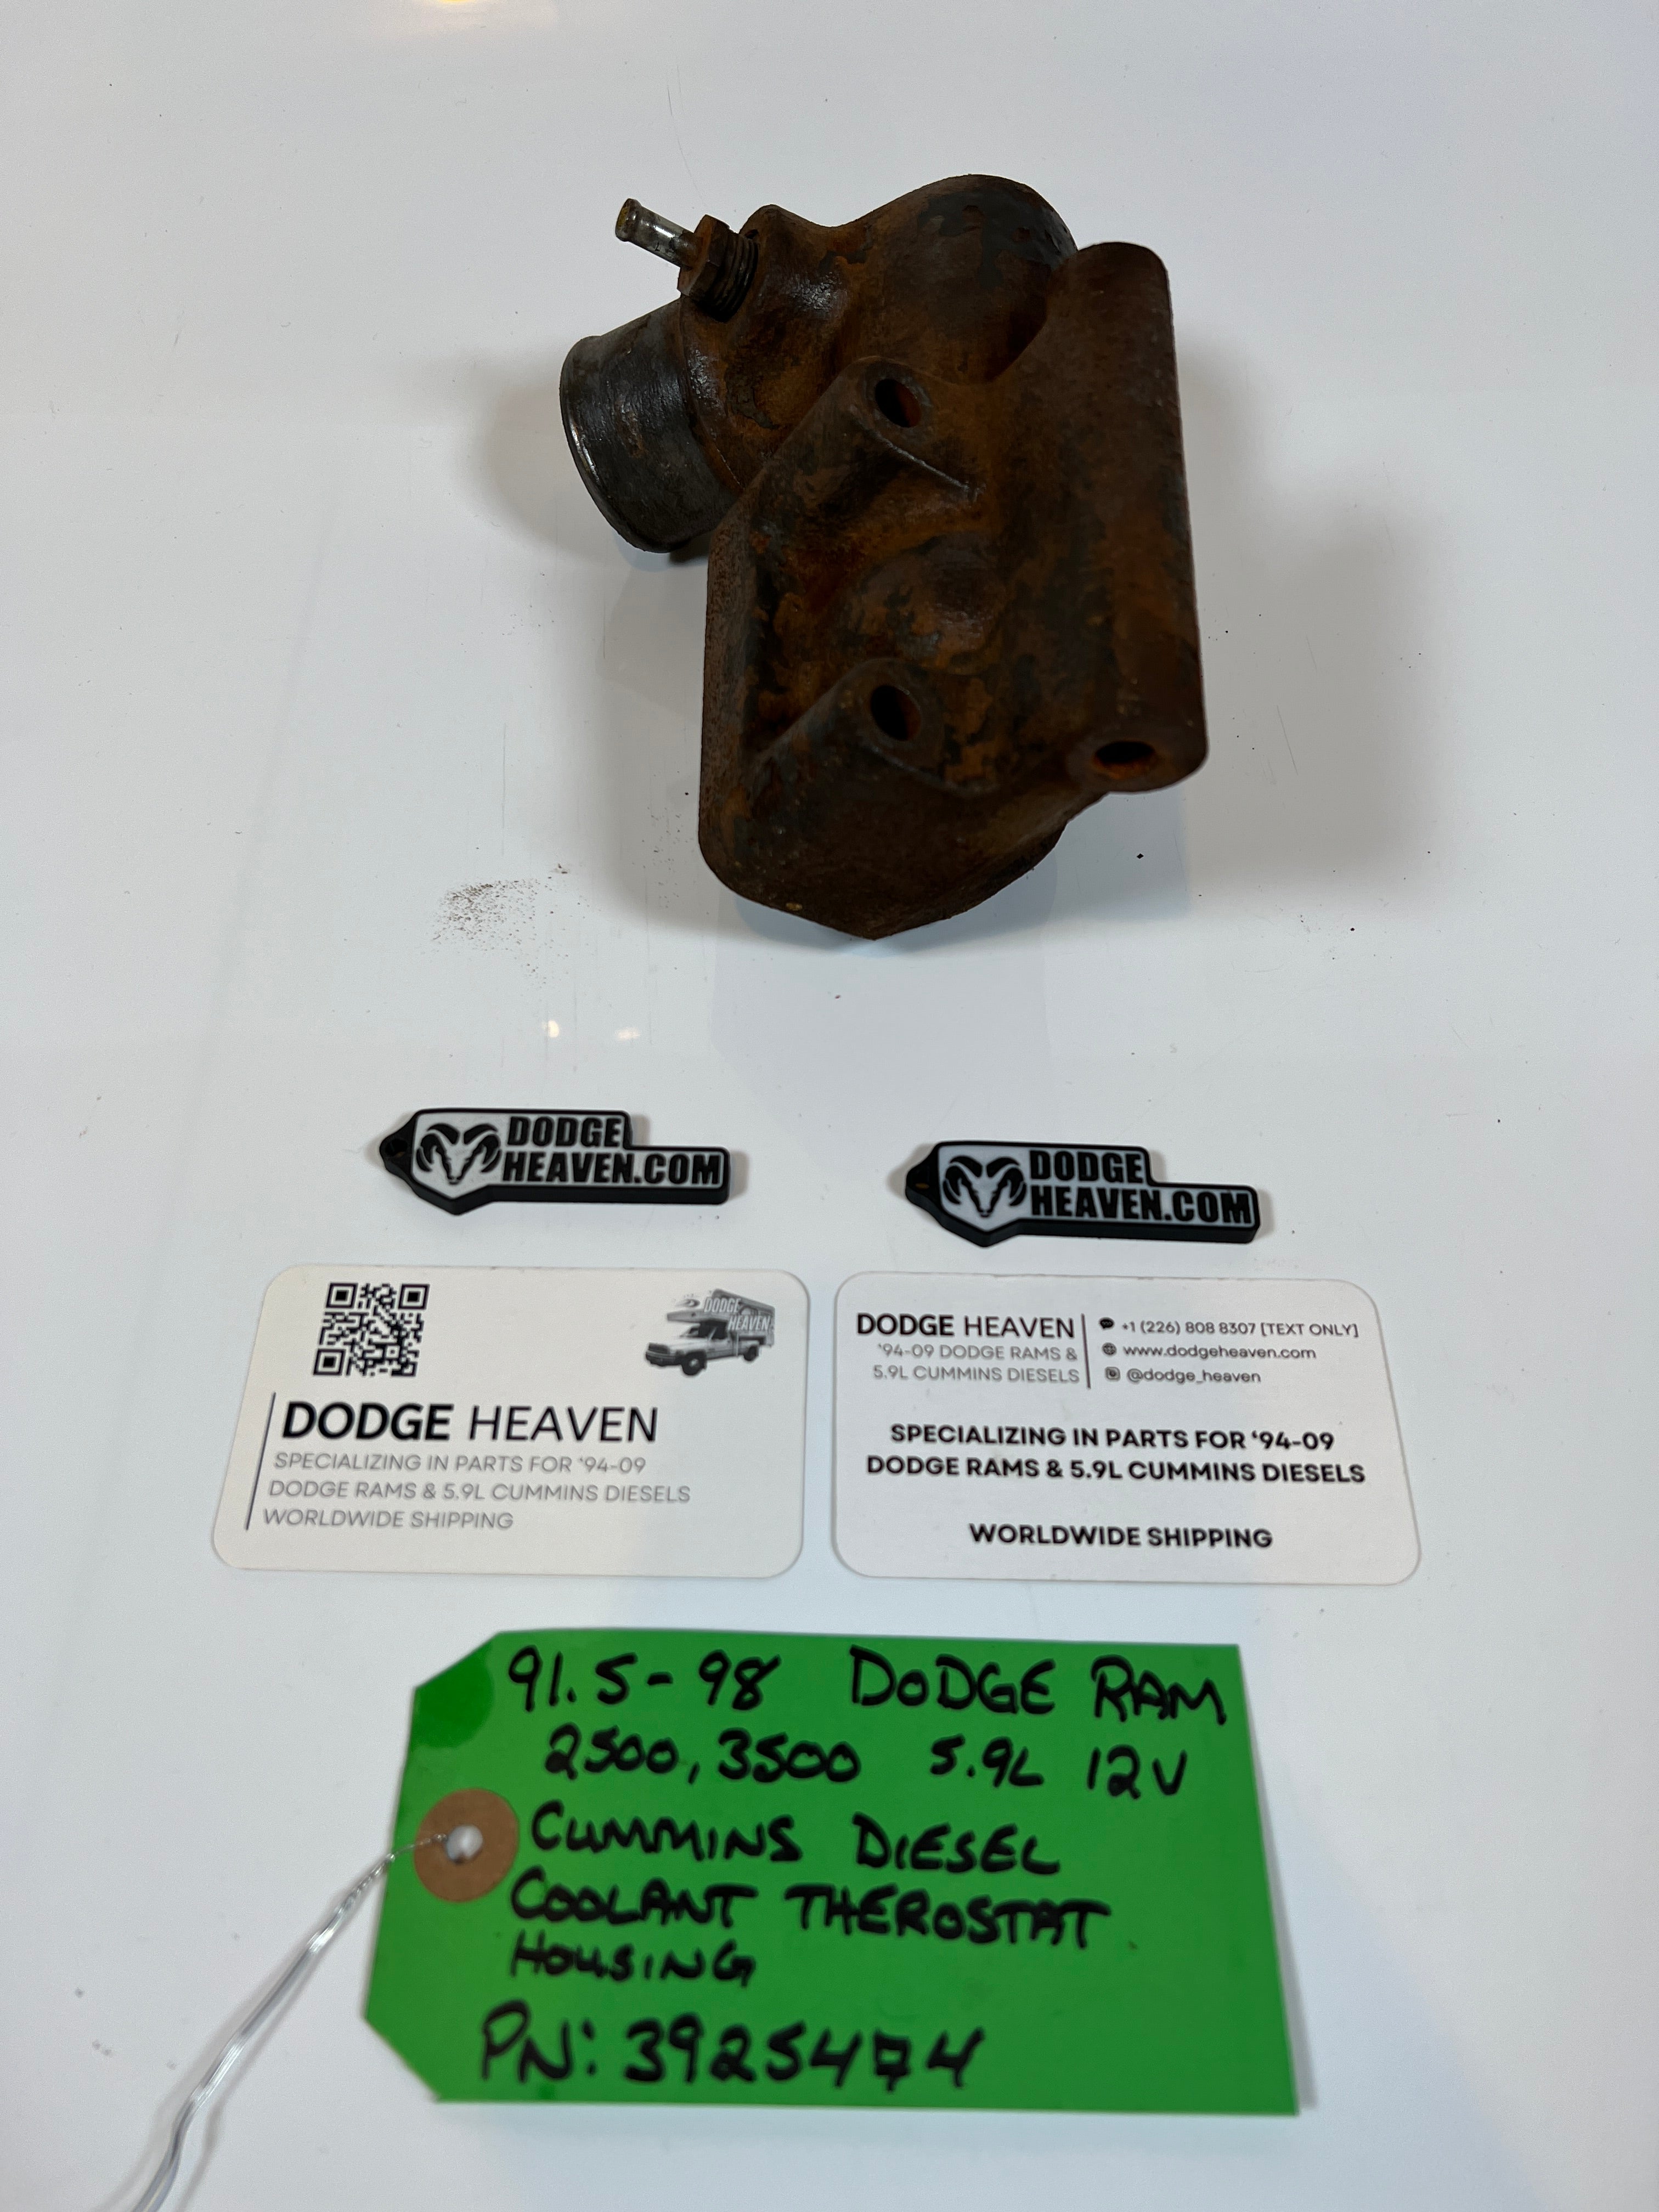 DODGE
HEAVEN.COM
DODGE
HEAVEN.COM
DODGE
HEAVEN
DODGE HEAVEN
SPECIALIZING IN PARTS FOR '94-09
DODGE RAMS & 5.9L CUMMINS DIESELS
WORLDWIDE SHIPPING
DODGE HEAVEN
'94-09 DODGE RAMS &
5.9L CUMMINS DIESELS
+1 (226) 808 8307 [TEXT ONLY]
www.dodgeheaven.com
@dodge_heaven
SPECIALIZING IN PARTS FOR '94-09
DODGE RAMS & 5.9L CUMMINS DIESELS
WORLDWIDE SHIPPING
91.5-98 DODGE RAM
2500, 3500 5.9L 12V
CUMMINS DIESEL
COOLANT THEROSTAT
HOUSING
PN: 3925474